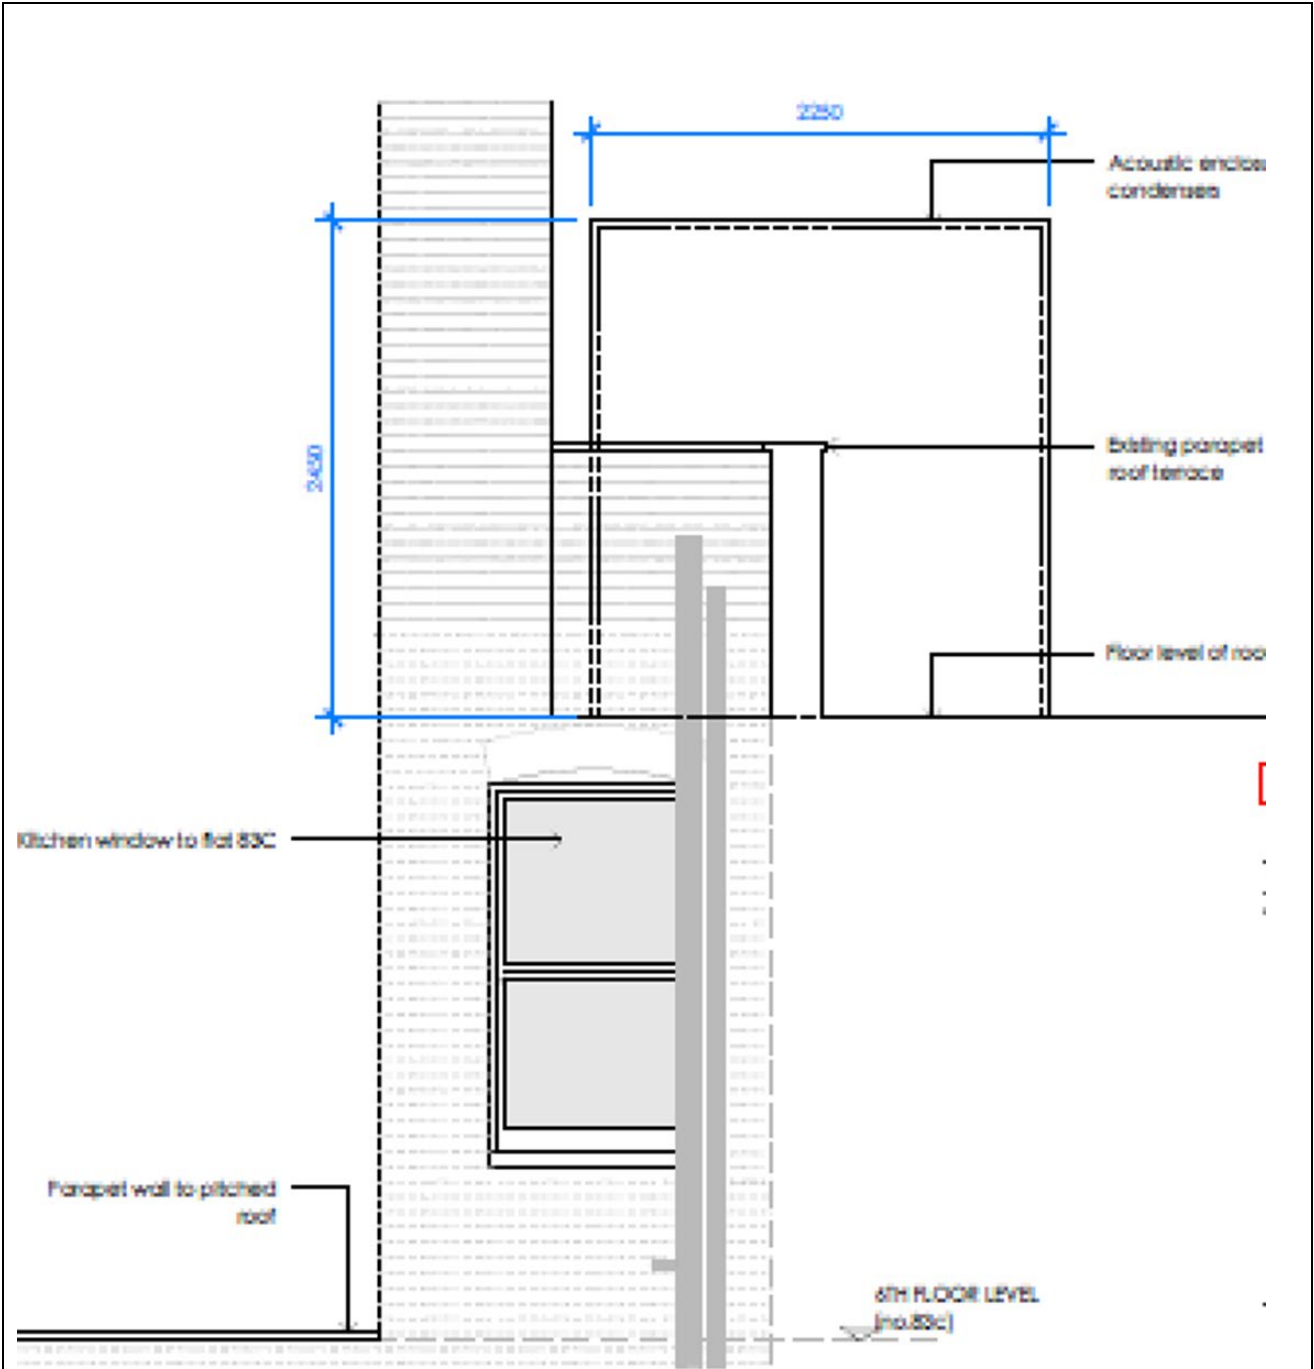 2250
Acoustic enclos
condensers
2450
Existing parapet
roof terrace
Floor level of roo
Kitchen window to flat 83C
Parapet wall to pitched
roof
6TH FLOOR LEVEL
(no.83c)